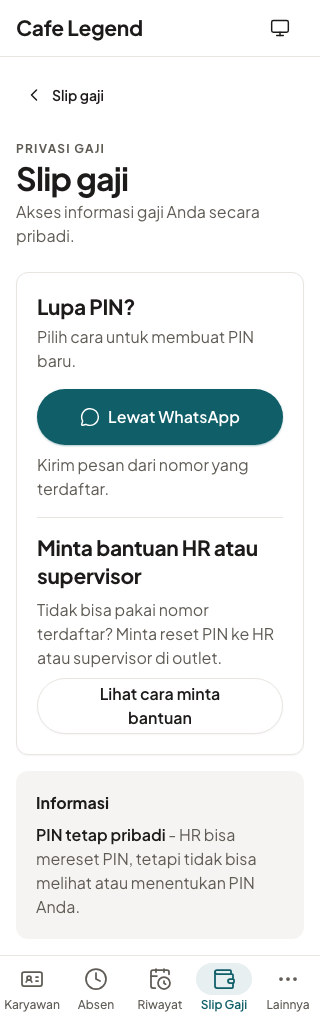 Cafe Legend
Slip gaji
PRIVASI GAJI
Slip gaji
Akses informasi gaji Anda secara
pribadi.
Lupa PIN?
Pilih cara untuk membuat PIN
baru.
Lewat WhatsApp
Kirim pesan dari nomor yang
terdaftar.
Minta bantuan HR atau
supervisor
Tidak bisa pakai nomor
terdaftar? Minta reset PIN ke HR
atau supervisor di outlet.
Lihat cara minta
bantuan
Informasi
PIN tetap pribadi - HR bisa
mereset PIN, tetapi tidak bisa
melihat atau menentukan PIN
Anda.
Karyawan
Absen
Riwayat
Slip Gaji
Lainnya